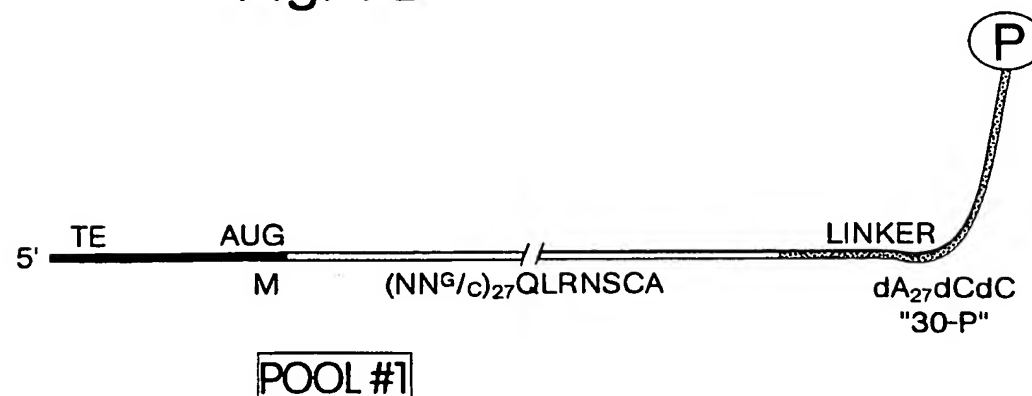 P
TE AUG LINKER
5'
M (NNG/C)27QLRNSCA dA27dCdC
"30-P"
POOL #1